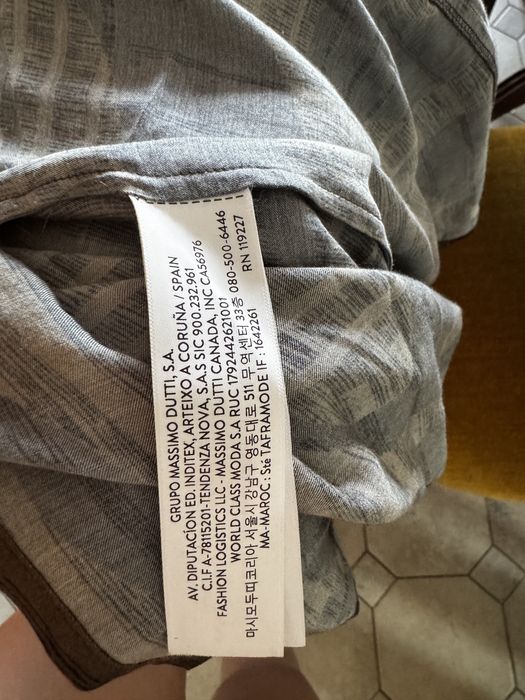 GRUPO MASSIMO DUTTI, S.A.
AV. DIPUTACÍON ED. INDITEX, ARTEIXO A CORUÑA / SPAIN
C.I.F A-78115201-TENDENZA NOVA, S.A.S SIC 900.232.961
FASHION LOGISTICS LLC - MASSIMO DUTTI CANADA, INC CA56976
WORLD CLASS MODA S.A RUC 1792442621001
마시모두띠코리아 서울시 강남구 영동대로 511 무역센터 33층 080-500-6446
MA-MAROC : Sté TAFRAMODE IF : 1642261
RN 119227